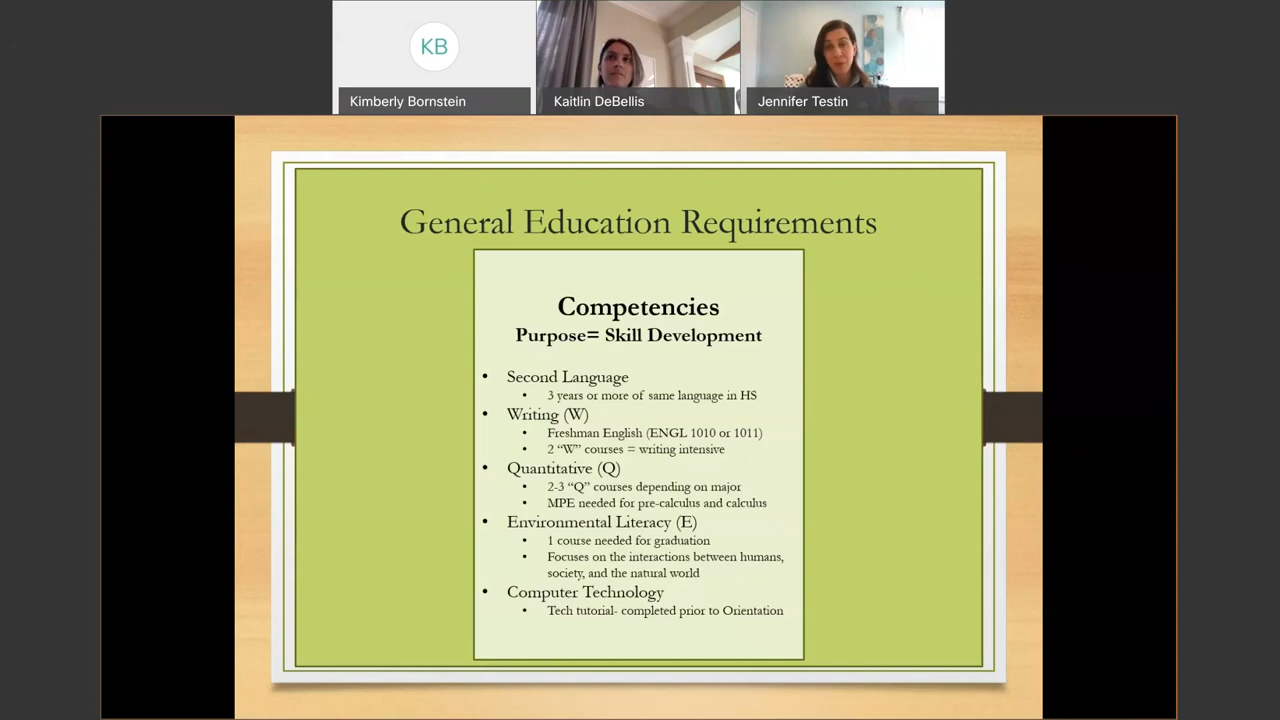 KB
Kimberly Bornstein
Kaitlin DeBellis
Jennifer Testin
General Education Requirements
Competencies
Purpose= Skill Development
• Second Language
• 3 years or more of same language in HS
• Writing (W)
• Freshman English (ENGL 1010 or 1011)
• 2 “W” courses = writing intensive
• Quantitative (Q)
• 2-3 “Q” courses depending on major
• MPE needed for pre-calculus and calculus
• Environmental Literacy (E)
• 1 course needed for graduation
• Focuses on the interactions between humans,
society, and the natural world
• Computer Technology
• Tech tutorial- completed prior to Orientation